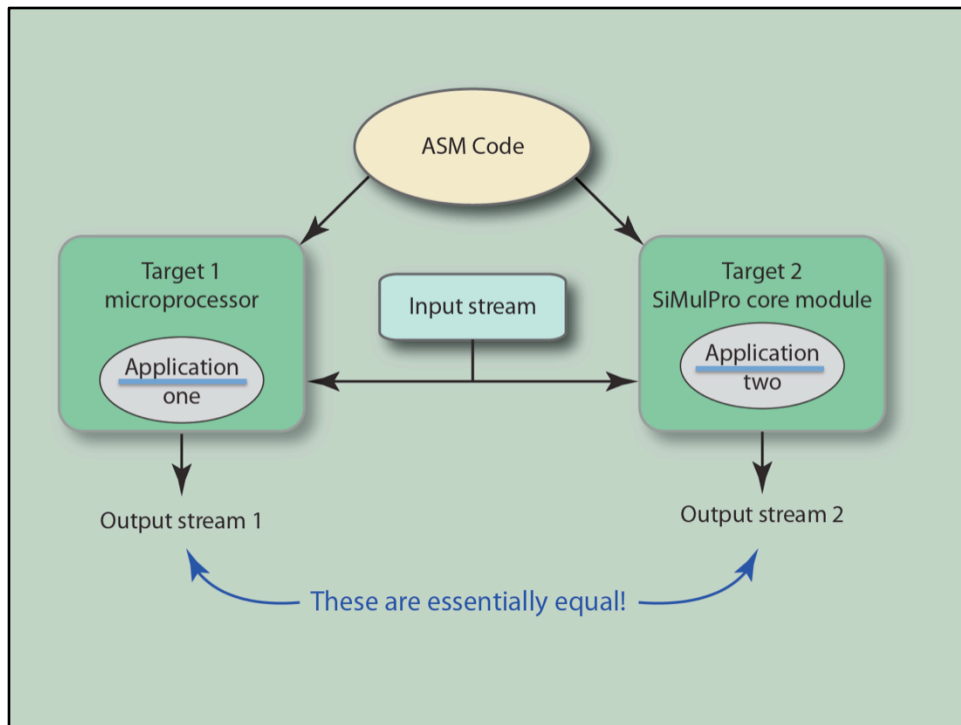 ASM Code
Target 1
microprocessor
Application
one
Input stream
Target 2
SiMulPro core module
Application
two
Output stream 1
Output stream 2
These are essentially equal!